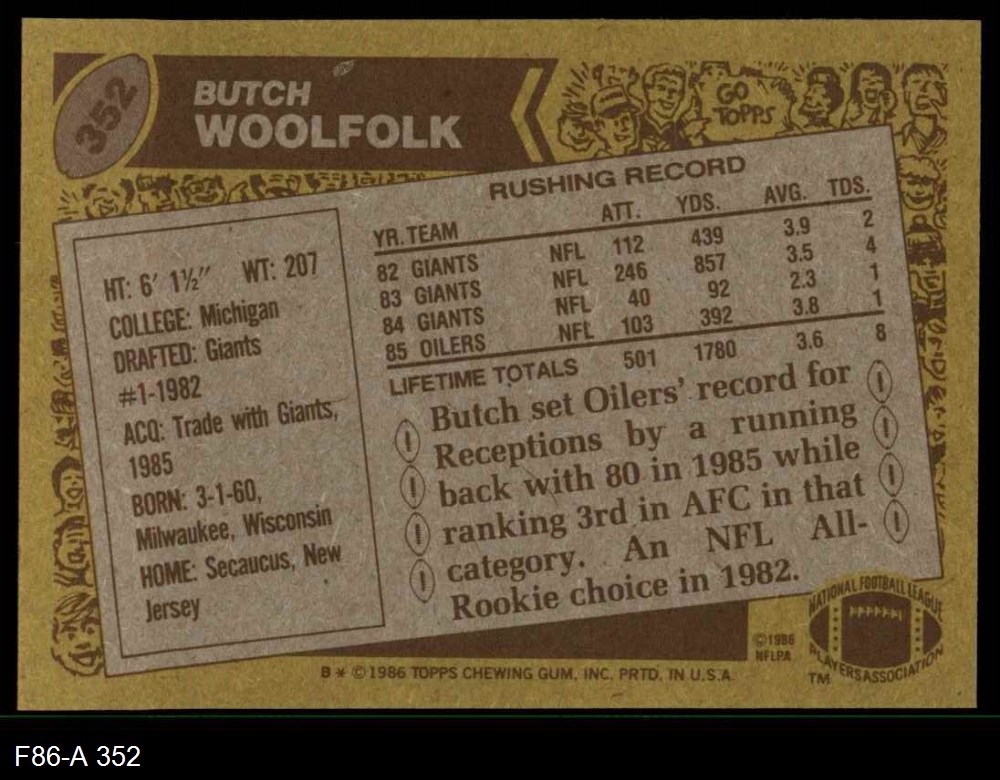 352
BUTCH
WOOLFOLK
GO
TOPPS
RUSHING RECORD
YR. TEAM ATT. YDS. AVG. TDS.
82 GIANTS NFL 112 439 3.9 2
83 GIANTS NFL 246 857 3.5 4
84 GIANTS NFL 40 92 2.3 1
85 OILERS NFL 103 392 3.8 1
LIFETIME TOTALS 501 1780 3.6 8
HT: 6' 1½" WT: 207
COLLEGE: Michigan
DRAFTED: Giants
#1-1982
ACQ: Trade with Giants,
1985
BORN: 3-1-60,
Milwaukee, Wisconsin
HOME: Secaucus, New
Jersey
Butch set Oilers' record for
Receptions by a running
back with 80 in 1985 while
ranking 3rd in AFC in that
category. An NFL All-
Rookie choice in 1982.
©1986
NFLPA
NATIONAL FOOTBALL LEAGUE
PLAYERS ASSOCIATION
TM
B * © 1986 TOPPS CHEWING GUM, INC. PRTD. IN U.S.A.
F86-A 352